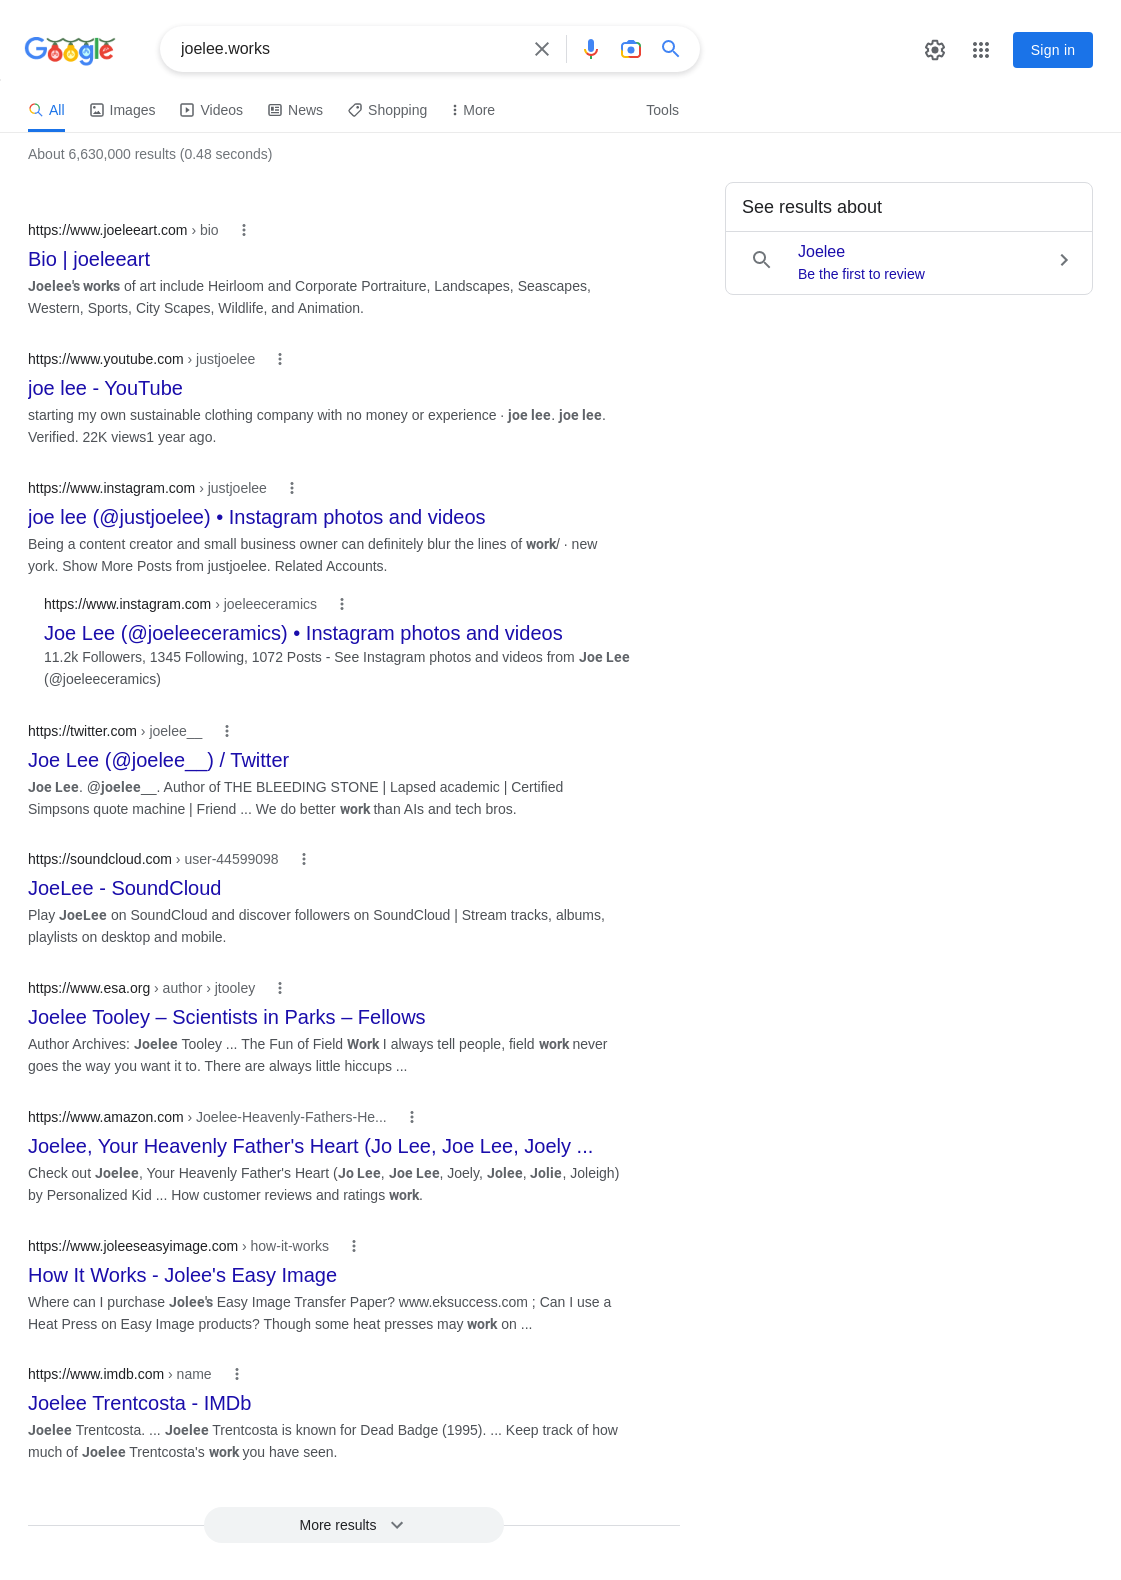 Google
joelee.works
Sign in
All
Images
Videos
News
Shopping
More
Tools
About 6,630,000 results (0.48 seconds)
See results about
Joelee
Be the first to review
https://www.joeleeart.com › bio
Bio | joeleeart
Joelee's works of art include Heirloom and Corporate Portraiture, Landscapes, Seascapes,
Western, Sports, City Scapes, Wildlife, and Animation.
https://www.youtube.com › justjoelee
joe lee - YouTube
starting my own sustainable clothing company with no money or experience · joe lee. joe lee.
Verified. 22K views1 year ago.
https://www.instagram.com › justjoelee
joe lee (@justjoelee) • Instagram photos and videos
Being a content creator and small business owner can definitely blur the lines of work/ · new
york. Show More Posts from justjoelee. Related Accounts.
https://www.instagram.com › joeleeceramics
Joe Lee (@joeleeceramics) • Instagram photos and videos
11.2k Followers, 1345 Following, 1072 Posts - See Instagram photos and videos from Joe Lee
(@joeleeceramics)
https://twitter.com › joelee__
Joe Lee (@joelee__) / Twitter
Joe Lee. @joelee__. Author of THE BLEEDING STONE | Lapsed academic | Certified
Simpsons quote machine | Friend ... We do better work than AIs and tech bros.
https://soundcloud.com › user-44599098
JoeLee - SoundCloud
Play JoeLee on SoundCloud and discover followers on SoundCloud | Stream tracks, albums,
playlists on desktop and mobile.
https://www.esa.org › author › jtooley
Joelee Tooley – Scientists in Parks – Fellows
Author Archives: Joelee Tooley ... The Fun of Field Work I always tell people, field work never
goes the way you want it to. There are always little hiccups ...
https://www.amazon.com › Joelee-Heavenly-Fathers-He...
Joelee, Your Heavenly Father's Heart (Jo Lee, Joe Lee, Joely ...
Check out Joelee, Your Heavenly Father's Heart (Jo Lee, Joe Lee, Joely, Jolee, Jolie, Joleigh)
by Personalized Kid ... How customer reviews and ratings work.
https://www.joleeseasyimage.com › how-it-works
How It Works - Jolee's Easy Image
Where can I purchase Jolee's Easy Image Transfer Paper? www.eksuccess.com ; Can I use a
Heat Press on Easy Image products? Though some heat presses may work on ...
https://www.imdb.com › name
Joelee Trentcosta - IMDb
Joelee Trentcosta. ... Joelee Trentcosta is known for Dead Badge (1995). ... Keep track of how
much of Joelee Trentcosta's work you have seen.
More results